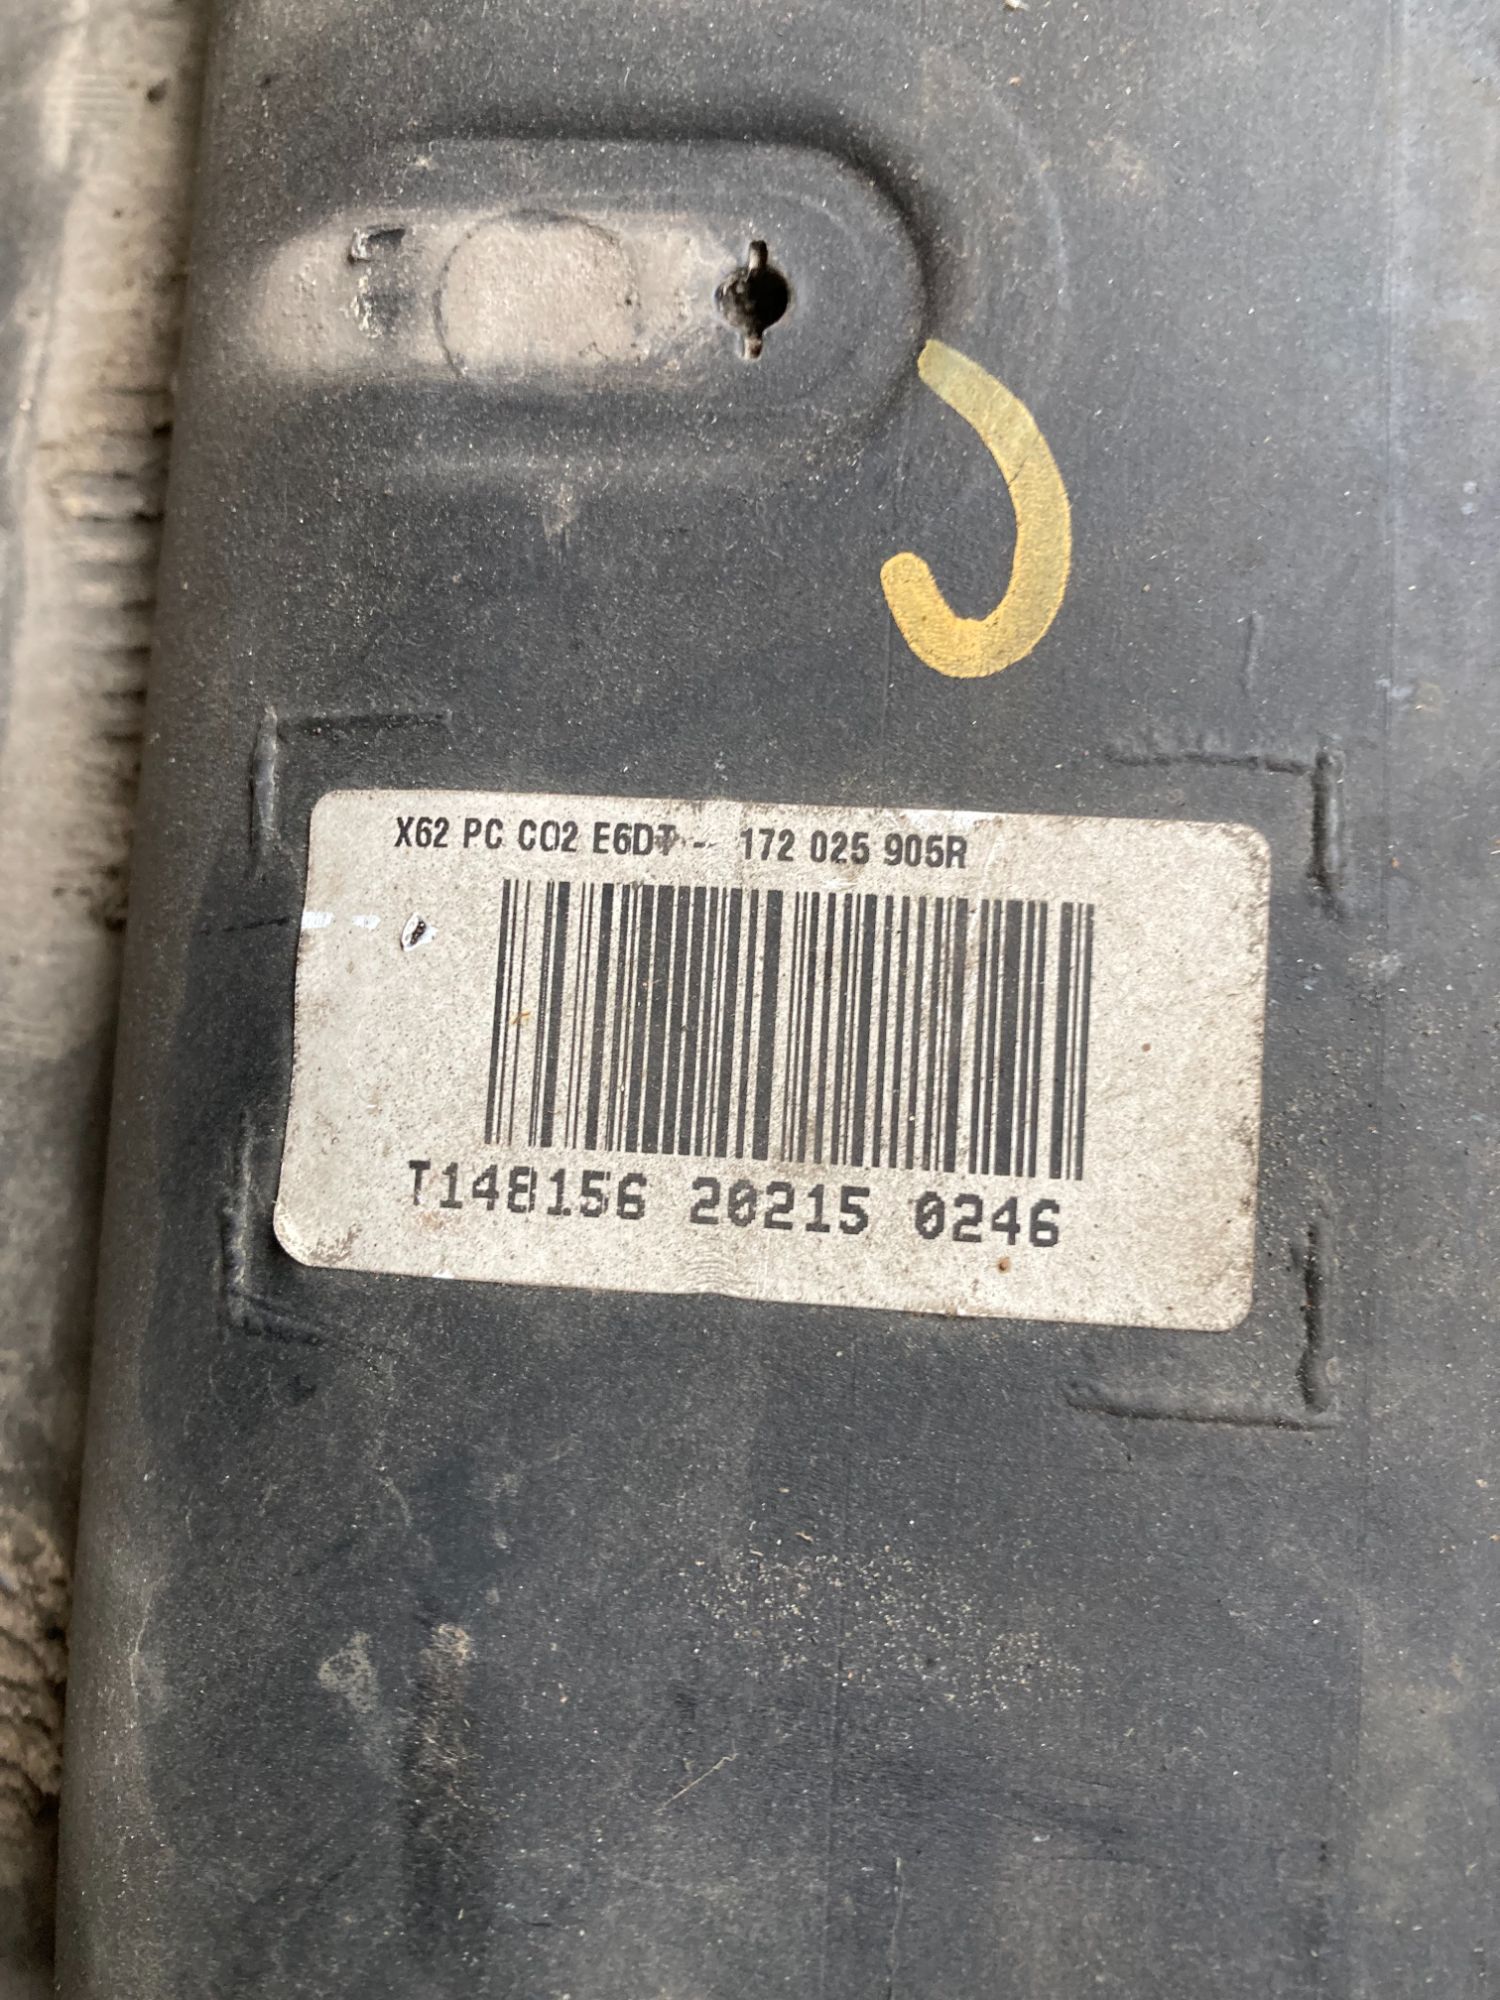 X62 PC CO2 E6DT - 172 025 905R
T148156 20215 0246